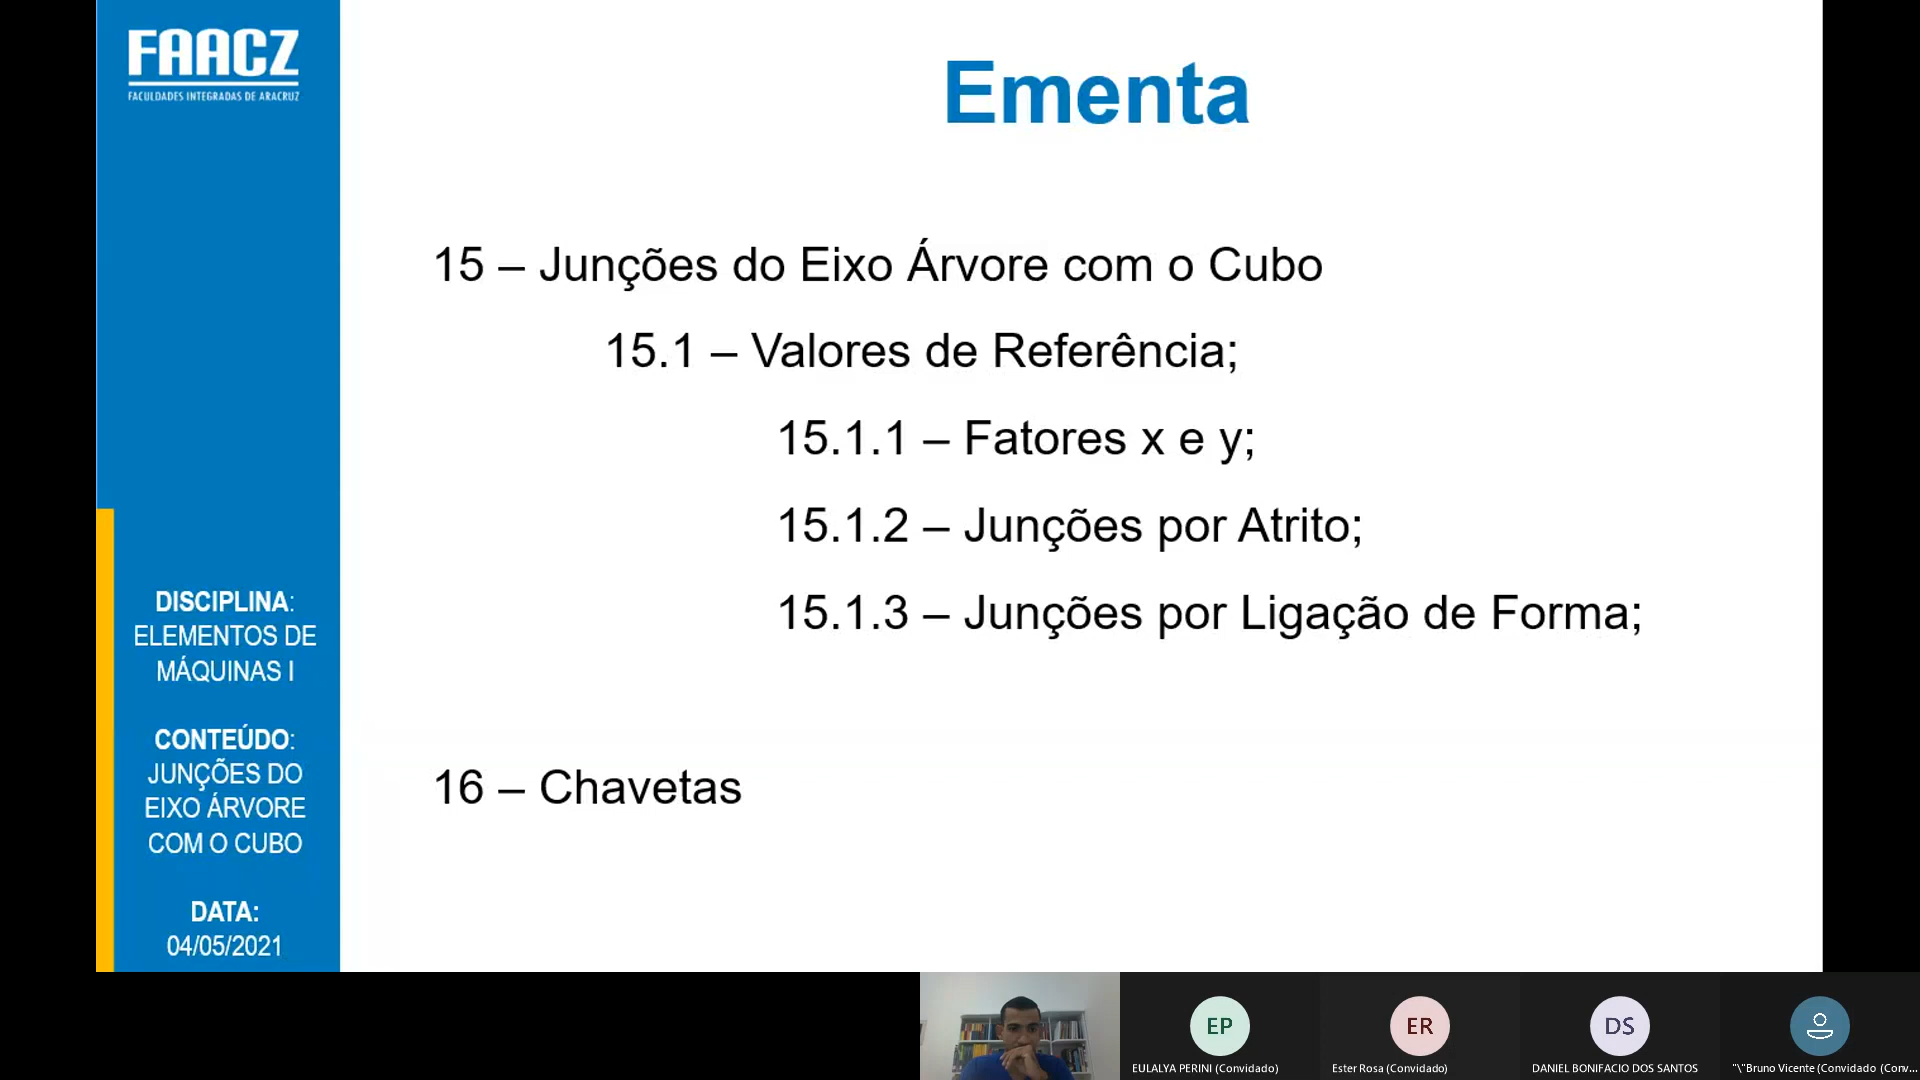 FAACZ
FACULDADES INTEGRADAS DE ARACRUZ
Ementa
15 – Junções do Eixo Árvore com o Cubo
15.1 – Valores de Referência;
15.1.1 – Fatores x e y;
15.1.2 – Junções por Atrito;
15.1.3 – Junções por Ligação de Forma;
16 – Chavetas
DISCIPLINA:
ELEMENTOS DE
MÁQUINAS I
CONTEÚDO:
JUNÇÕES DO
EIXO ÁRVORE
COM O CUBO
DATA:
04/05/2021
EP
ER
DS
EULALYA PERINI (Convidado)
Ester Rosa (Convidado)
DANIEL BONIFACIO DOS SANTOS
"\"Bruno Vicente (Convidado (Conv...